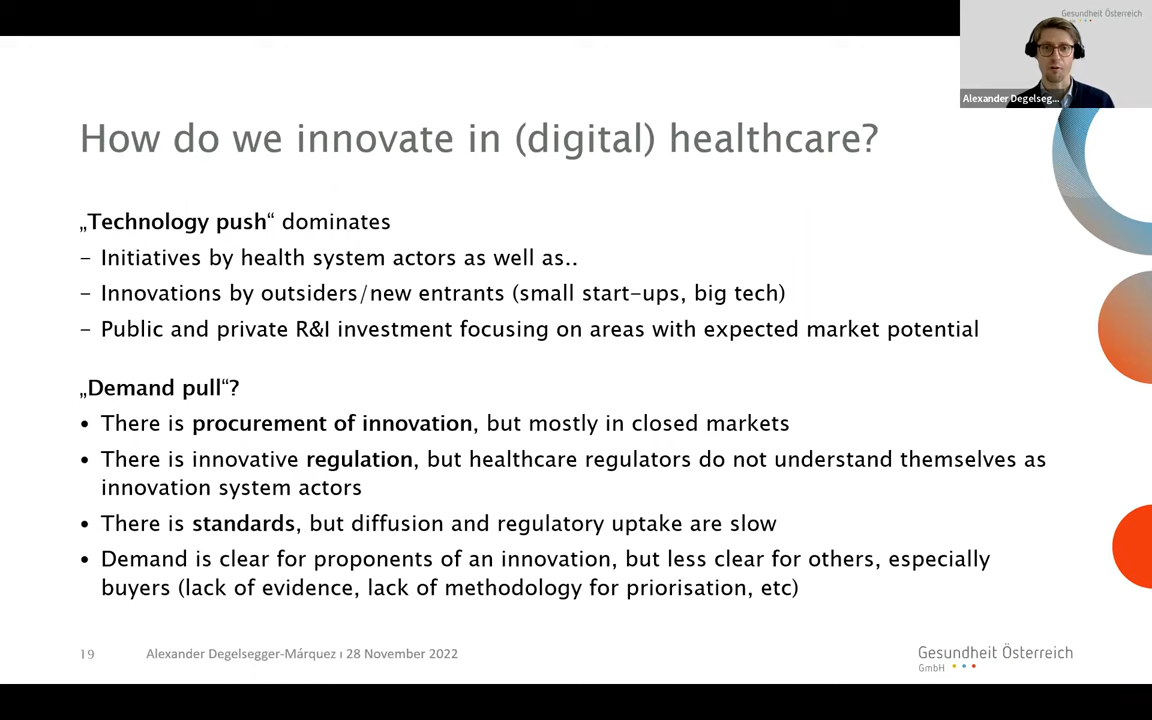 Gesundheit Österreich
Alexander Degelseg...
How do we innovate in (digital) healthcare?
„Technology push“ dominates
– Initiatives by health system actors as well as..
– Innovations by outsiders/new entrants (small start-ups, big tech)
– Public and private R&I investment focusing on areas with expected market potential
„Demand pull“?
• There is procurement of innovation, but mostly in closed markets
• There is innovative regulation, but healthcare regulators do not understand themselves as
innovation system actors
• There is standards, but diffusion and regulatory uptake are slow
• Demand is clear for proponents of an innovation, but less clear for others, especially
buyers (lack of evidence, lack of methodology for priorisation, etc)
19 Alexander Degelsegger-Márquez ı 28 November 2022
Gesundheit Österreich
GmbH